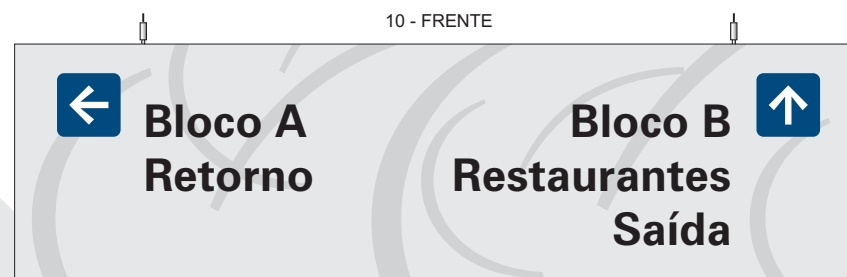 10 - FRENTE
Bloco A
Retorno
Bloco B
Restaurantes
Saída